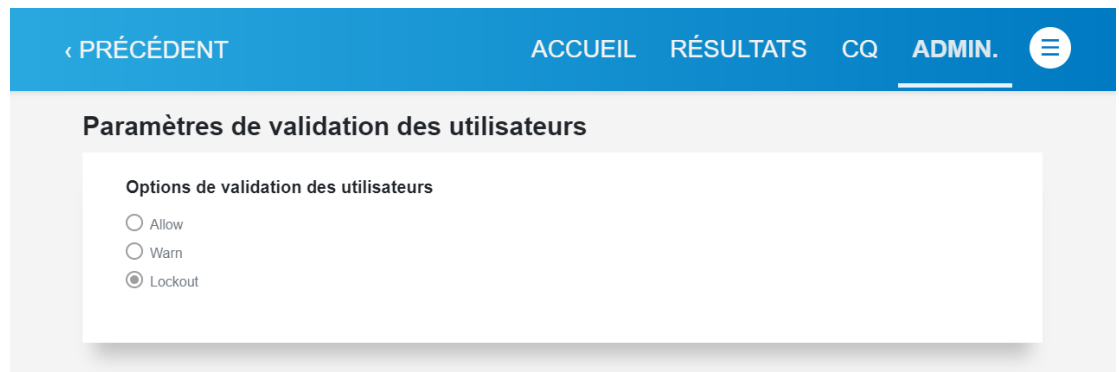 ‹ PRÉCÉDENT ACCUEIL RÉSULTATS CQ ADMIN.
Paramètres de validation des utilisateurs
Options de validation des utilisateurs
Allow
Warn
Lockout